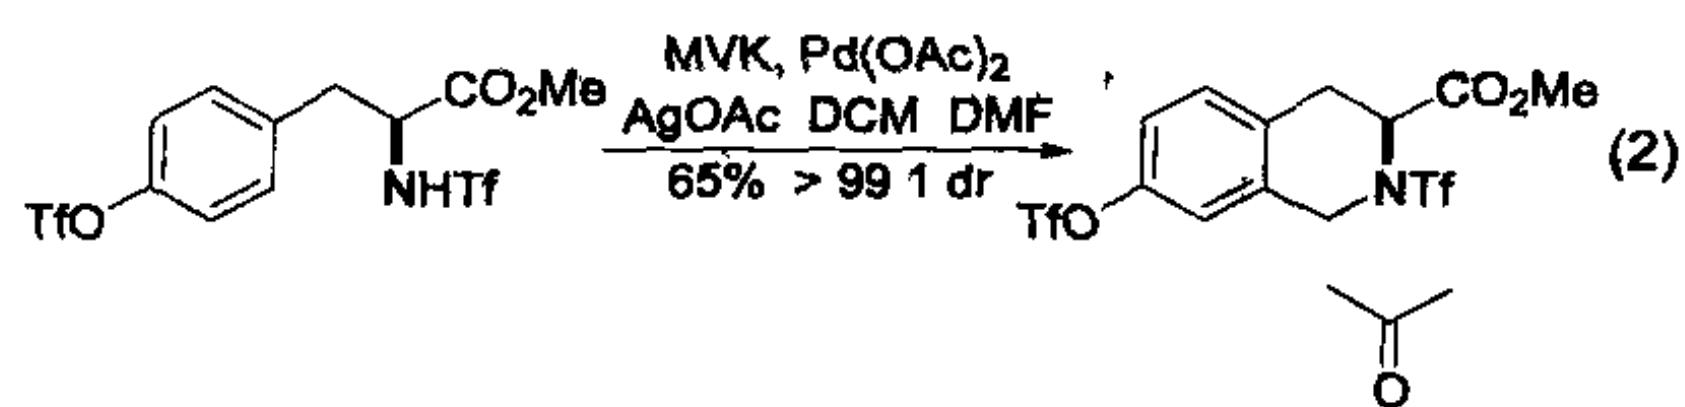 MVK, Pd(OAc)₂
AgOAc DCM DMF
65% > 99 1 dr
CO₂Me
NHTf
TfO
CO₂Me
NTf
TfO
O
(2)